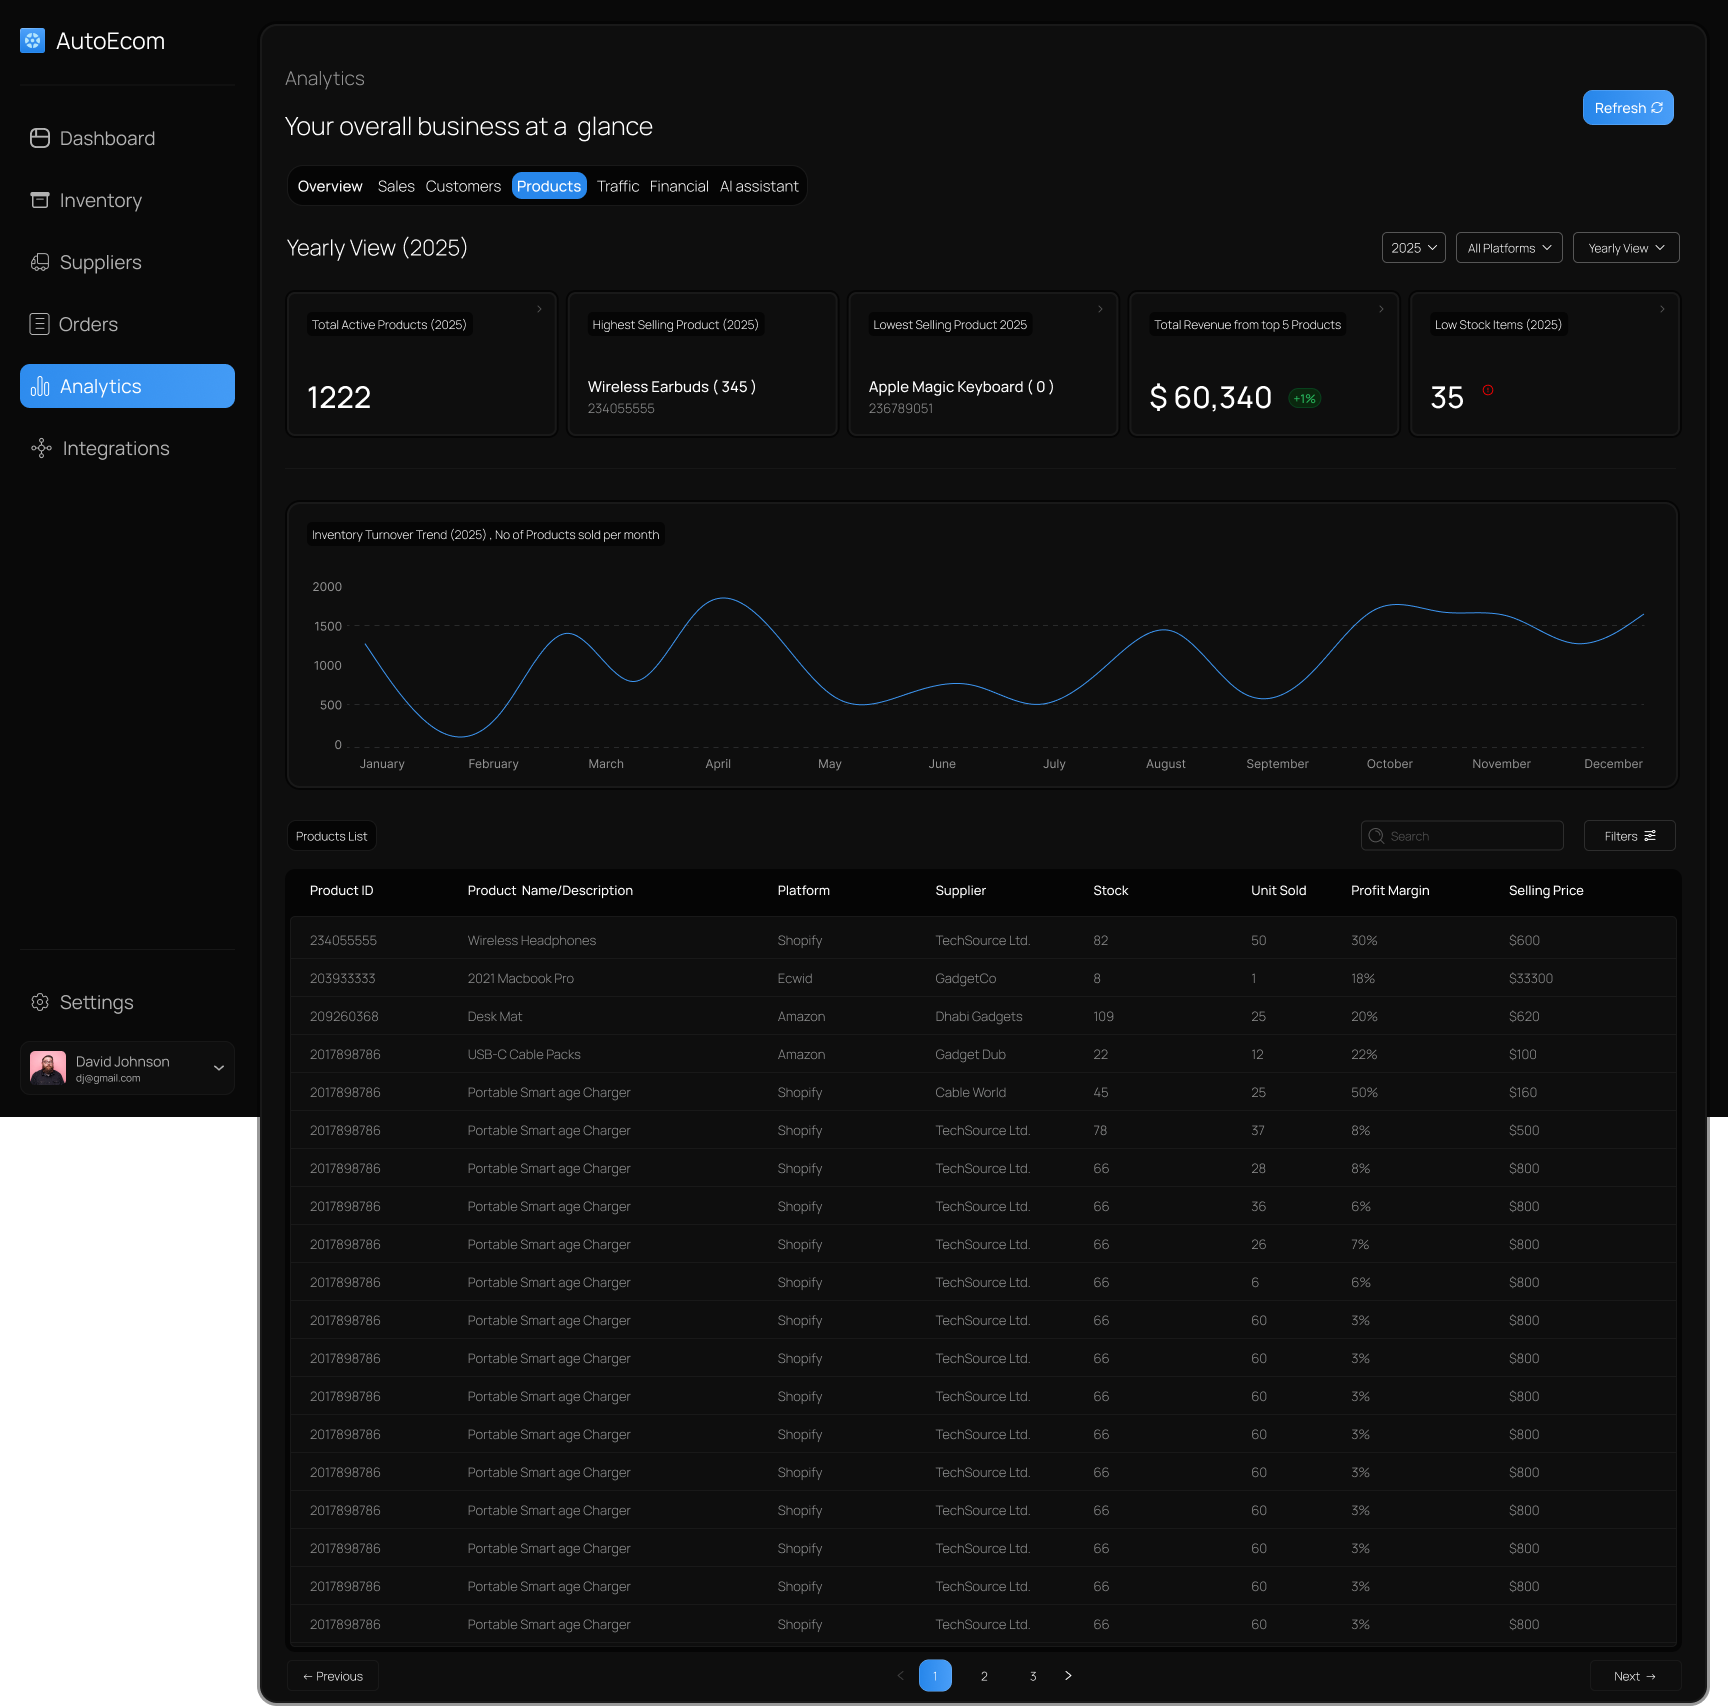 AutoEcom
Dashboard
Inventory
Suppliers
Orders
Analytics
Integrations
Settings
David Johnson
dj@gmail.com
Analytics
Your overall business at a glance
Refresh
Overview Sales Customers Products Traffic Financial AI assistant
Yearly View (2025)
2025 All Platforms Yearly View
Total Active Products (2025)
1222
Highest Selling Product (2025)
Wireless Earbuds ( 345 )
234055555
Lowest Selling Product 2025
Apple Magic Keyboard ( 0 )
236789051
Total Revenue from top 5 Products
$ 60,340 +1%
Low Stock Items (2025)
35
Inventory Turnover Trend (2025) , No of Products sold per month
2000
1500
1000
500
0
January February March April May June July August September October November December
Products List
Search
Filters
Product ID Product Name/Description Platform Supplier Stock Unit Sold Profit Margin Selling Price
234055555 Wireless Headphones Shopify TechSource Ltd. 82 50 30% $600
203933333 2021 Macbook Pro Ecwid GadgetCo 8 1 18% $33300
209260368 Desk Mat Amazon Dhabi Gadgets 109 25 20% $620
2017898786 USB-C Cable Packs Amazon Gadget Dub 22 12 22% $100
2017898786 Portable Smart age Charger Shopify Cable World 45 25 50% $160
2017898786 Portable Smart age Charger Shopify TechSource Ltd. 78 37 8% $500
2017898786 Portable Smart age Charger Shopify TechSource Ltd. 66 28 8% $800
2017898786 Portable Smart age Charger Shopify TechSource Ltd. 66 36 6% $800
2017898786 Portable Smart age Charger Shopify TechSource Ltd. 66 26 7% $800
2017898786 Portable Smart age Charger Shopify TechSource Ltd. 66 6 6% $800
2017898786 Portable Smart age Charger Shopify TechSource Ltd. 66 60 3% $800
2017898786 Portable Smart age Charger Shopify TechSource Ltd. 66 60 3% $800
2017898786 Portable Smart age Charger Shopify TechSource Ltd. 66 60 3% $800
2017898786 Portable Smart age Charger Shopify TechSource Ltd. 66 60 3% $800
2017898786 Portable Smart age Charger Shopify TechSource Ltd. 66 60 3% $800
2017898786 Portable Smart age Charger Shopify TechSource Ltd. 66 60 3% $800
2017898786 Portable Smart age Charger Shopify TechSource Ltd. 66 60 3% $800
2017898786 Portable Smart age Charger Shopify TechSource Ltd. 66 60 3% $800
2017898786 Portable Smart age Charger Shopify TechSource Ltd. 66 60 3% $800
← Previous < 1 2 3 > Next →